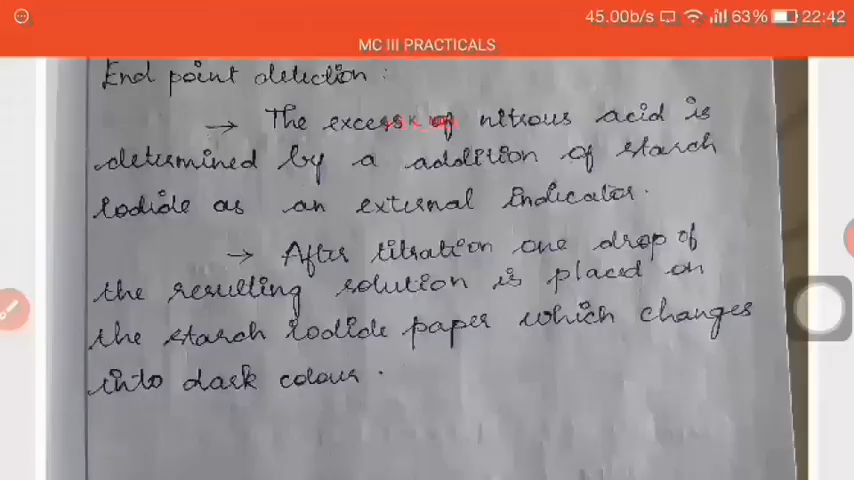 45.00b/s 63% 22:42
MC III PRACTICALS
End point detection :
→ The excess of nitrous acid is
determined by a addition of starch
Iodide as an external Indicator.
→ After titration one drop of
the resulting solution is placed on
the starch iodide paper which changes
into dark colour .